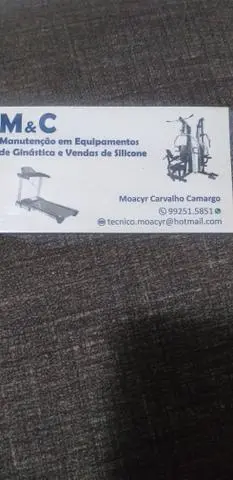 M & C
Manutenção em Equipamentos
de Ginástica e Vendas de Silicone
Moacyr Carvalho Camargo
99251.5851
tecnico.moacyr@hotmail.com